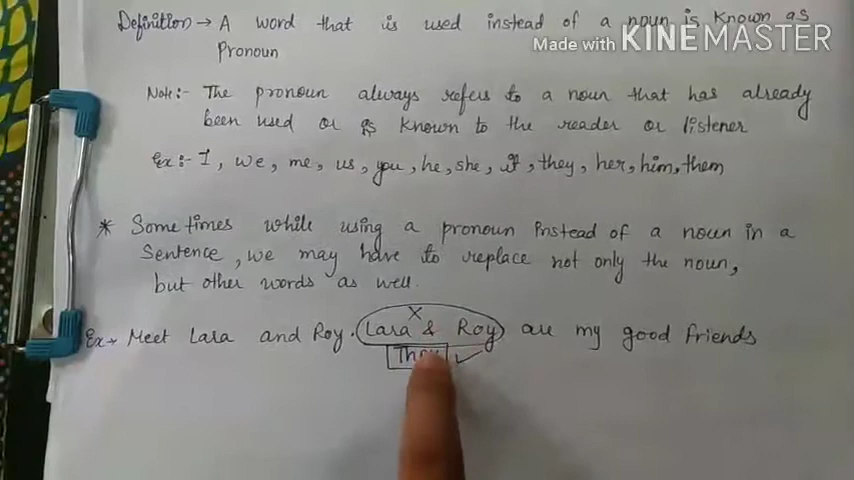 Definition → A word that is used instead of a noun is known as
Pronoun
Made with KINEMASTER
Note:- The pronoun always refers to a noun that has already
been used or is known to the reader or listener
Ex:- I, we, me, us, you, he, she, it, they, her, him, them
* Sometimes while using a pronoun instead of a noun in a
Sentence, we may have to replace not only the noun,
but other words as well.
Ex→ Meet Lara and Roy. Lara & Roy are my good friends
X
They ✓